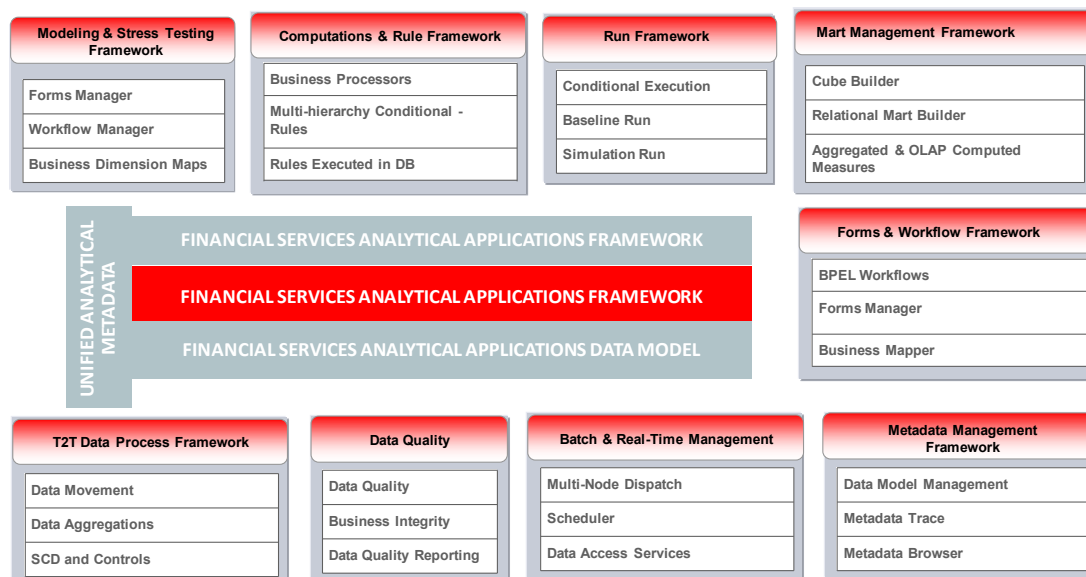 Modeling & Stress Testing
Framework
Forms Manager
Workflow Manager
Business Dimension Maps
Computations & Rule Framework
Business Processors
Multi-hierarchy Conditional -
Rules
Rules Executed in DB
Run Framework
Conditional Execution
Baseline Run
Simulation Run
Mart Management Framework
Cube Builder
Relational Mart Builder
Aggregated & OLAP Computed
Measures
UNIFIED ANALYTICAL
METADATA
FINANCIAL SERVICES ANALYTICAL APPLICATIONS FRAMEWORK
FINANCIAL SERVICES ANALYTICAL APPLICATIONS FRAMEWORK
FINANCIAL SERVICES ANALYTICAL APPLICATIONS DATA MODEL
Forms & Workflow Framework
BPEL Workflows
Forms Manager
Business Mapper
T2T Data Process Framework
Data Movement
Data Aggregations
SCD and Controls
Data Quality
Data Quality
Business Integrity
Data Quality Reporting
Batch & Real-Time Management
Multi-Node Dispatch
Scheduler
Data Access Services
Metadata Management
Framework
Data Model Management
Metadata Trace
Metadata Browser